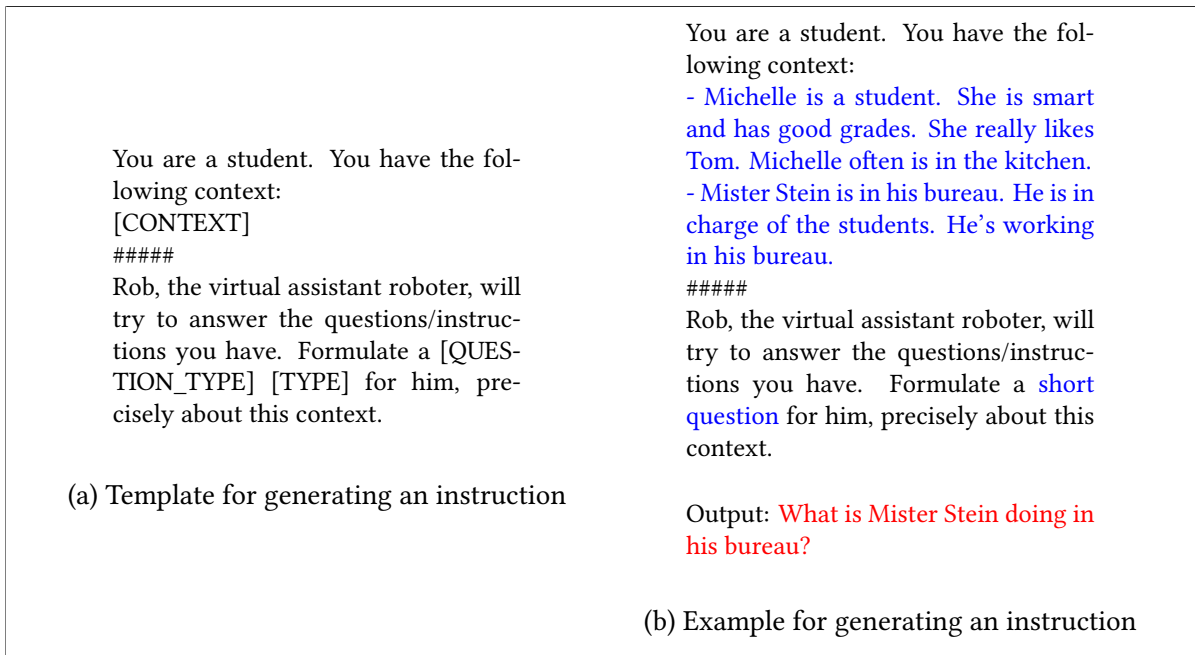 You are a student. You have the fol-
lowing context:
[CONTEXT]
#####
Rob, the virtual assistant roboter, will
try to answer the questions/instruc-
tions you have. Formulate a [QUES-
TION_TYPE] [TYPE] for him, pre-
cisely about this context.
(a) Template for generating an instruction
You are a student. You have the fol-
lowing context:
- Michelle is a student. She is smart
and has good grades. She really likes
Tom. Michelle often is in the kitchen.
- Mister Stein is in his bureau. He is in
charge of the students. He's working
in his bureau.
#####
Rob, the virtual assistant roboter, will
try to answer the questions/instruc-
tions you have. Formulate a short
question for him, precisely about this
context.
Output: What is Mister Stein doing in
his bureau?
(b) Example for generating an instruction